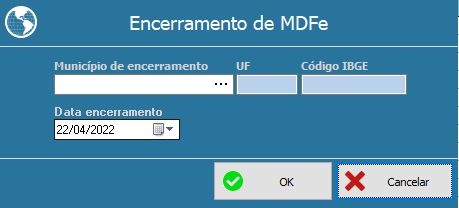 Encerramento de MDFe
Município de encerramento UF Código IBGE
...
Data encerramento
22/04/2022
OK Cancelar